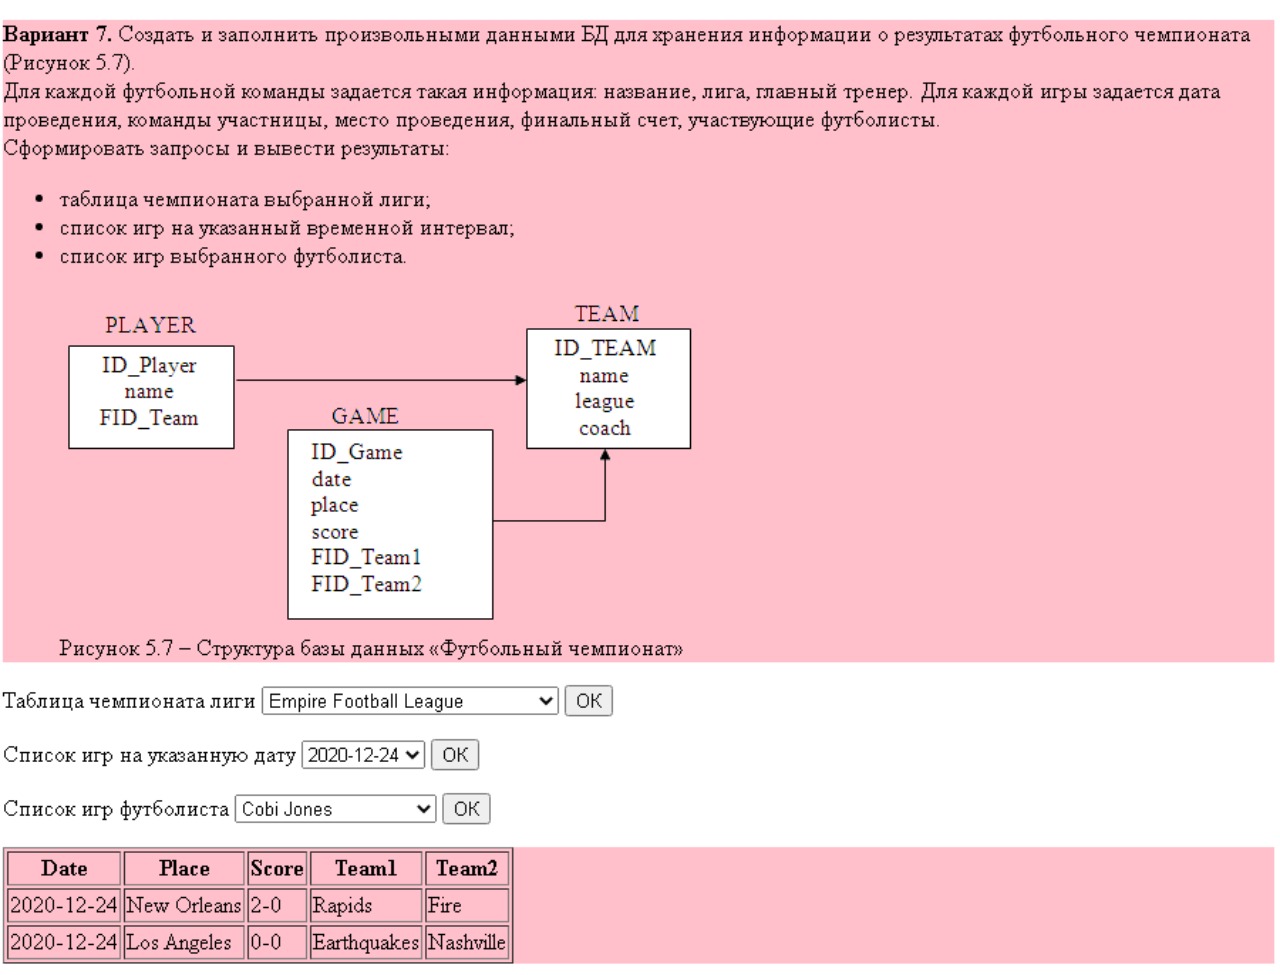 Вариант 7. Создать и заполнить произвольными данными БД для хранения информации о результатах футбольного чемпионата
(Рисунок 5.7).
Для каждой футбольной команды задается такая информация: название, лига, главный тренер. Для каждой игры задается дата
проведения, команды участницы, место проведения, финальный счет, участвующие футболисты.
Сформировать запросы и вывести результаты:
• таблица чемпионата выбранной лиги;
• список игр на указанный временной интервал;
• список игр выбранного футболиста.
PLAYER
ID_Player
name
FID_Team
TEAM
ID_TEAM
name
league
coach
GAME
ID_Game
date
place
score
FID_Team1
FID_Team2
Рисунок 5.7 – Структура базы данных «Футбольный чемпионат»
Таблица чемпионата лиги Empire Football League ОК
Список игр на указанную дату 2020-12-24 ОК
Список игр футболиста Cobi Jones ОК
Date Place Score Team1 Team2
2020-12-24 New Orleans 2-0 Rapids Fire
2020-12-24 Los Angeles 0-0 Earthquakes Nashville